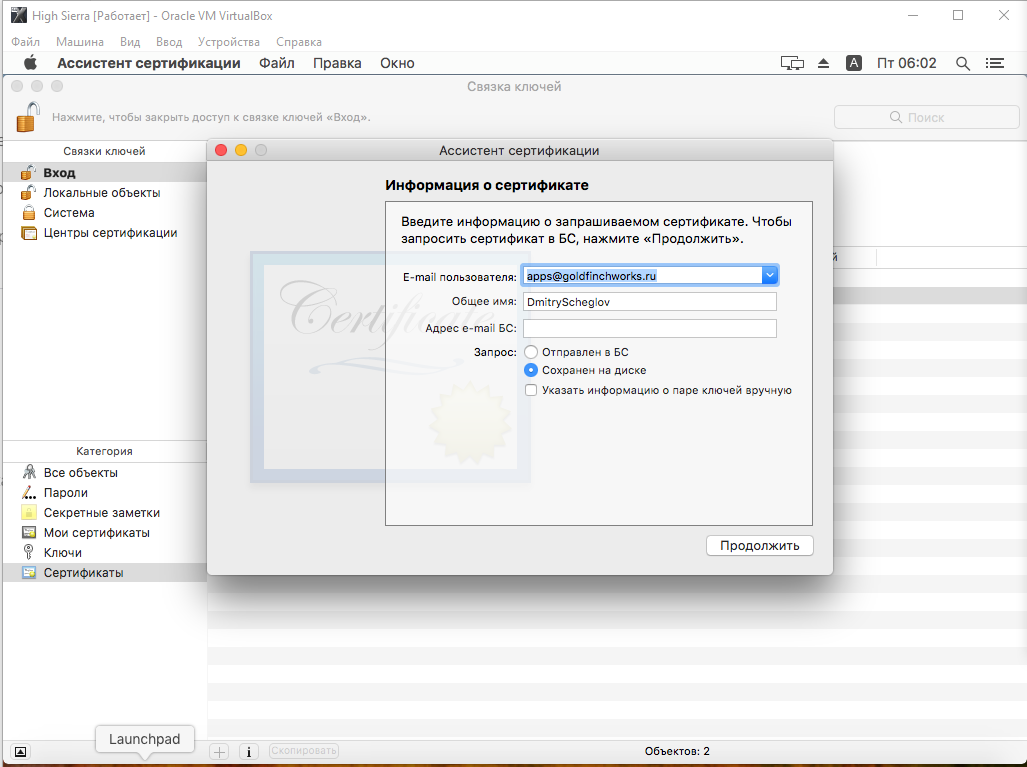 High Sierra [Работает] - Oracle VM VirtualBox
Файл Машина Вид Ввод Устройства Справка
Ассистент сертификации Файл Правка Окно A Пт 06:02
Связка ключей
Нажмите, чтобы закрыть доступ к связке ключей «Вход».
Поиск
Связки ключей
Вход
Локальные объекты
Система
Центры сертификации
Ассистент сертификации
Информация о сертификате
Введите информацию о запрашиваемом сертификате. Чтобы
запросить сертификат в БС, нажмите «Продолжить».
E-mail пользователя: apps@goldfinchworks.ru
Общее имя: DmitryScheglov
Адрес e-mail БС:
Запрос: Отправлен в БС
Сохранен на диске
Указать информацию о паре ключей вручную
Certificate
Продолжить
Категория
Все объекты
Пароли
Секретные заметки
Мои сертификаты
Ключи
Сертификаты
Launchpad
Скопировать
Объектов: 2